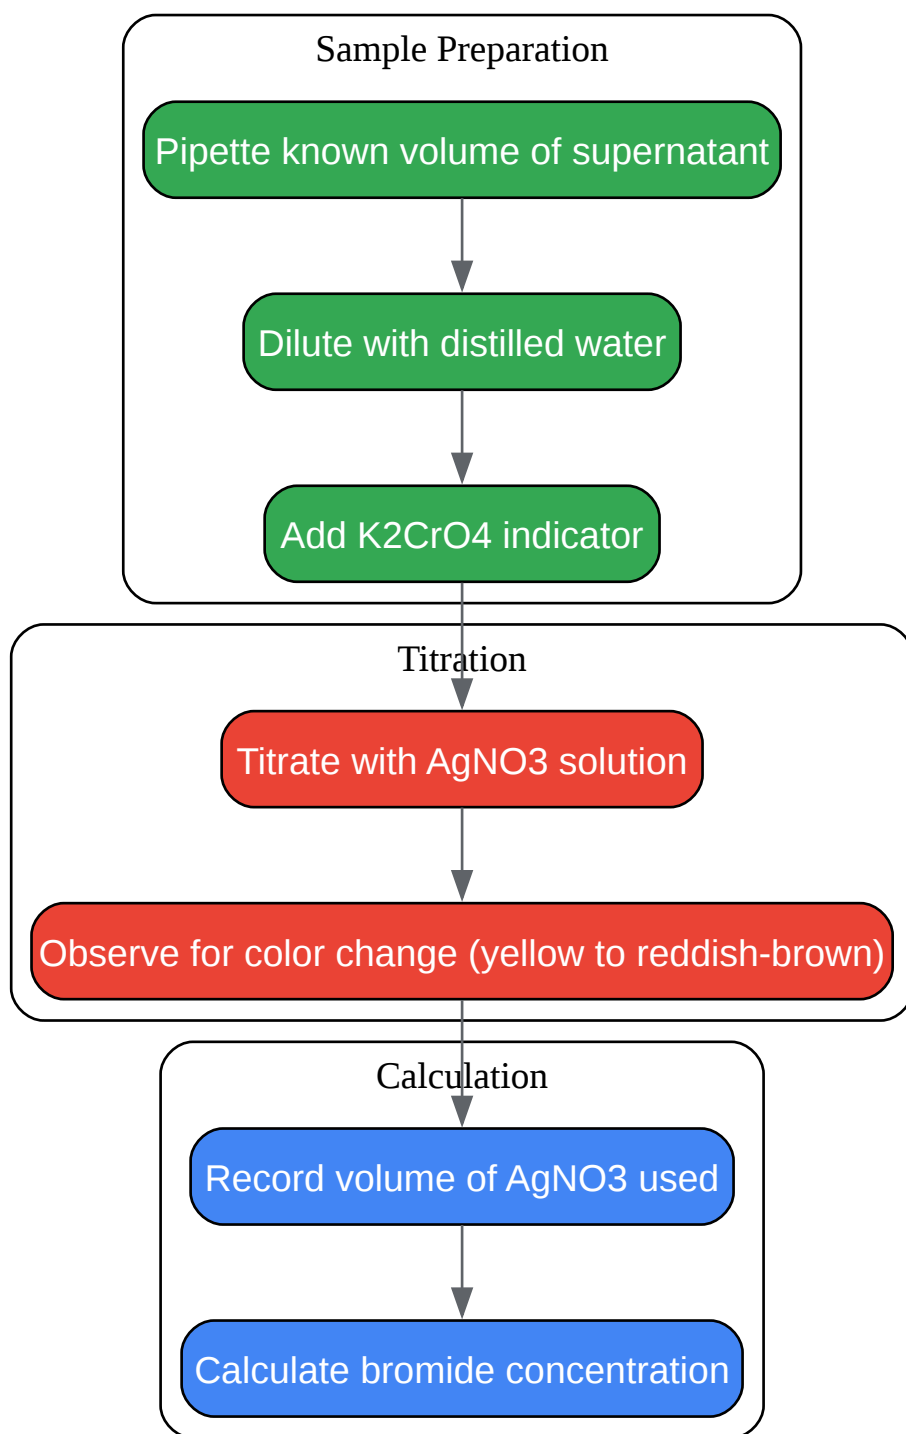 Sample Preparation
Pipette known volume of supernatant
Dilute with distilled water
Add K2CrO4 indicator
Titration
Titrate with AgNO3 solution
Observe for color change (yellow to reddish-brown)
Calculation
Record volume of AgNO3 used
Calculate bromide concentration